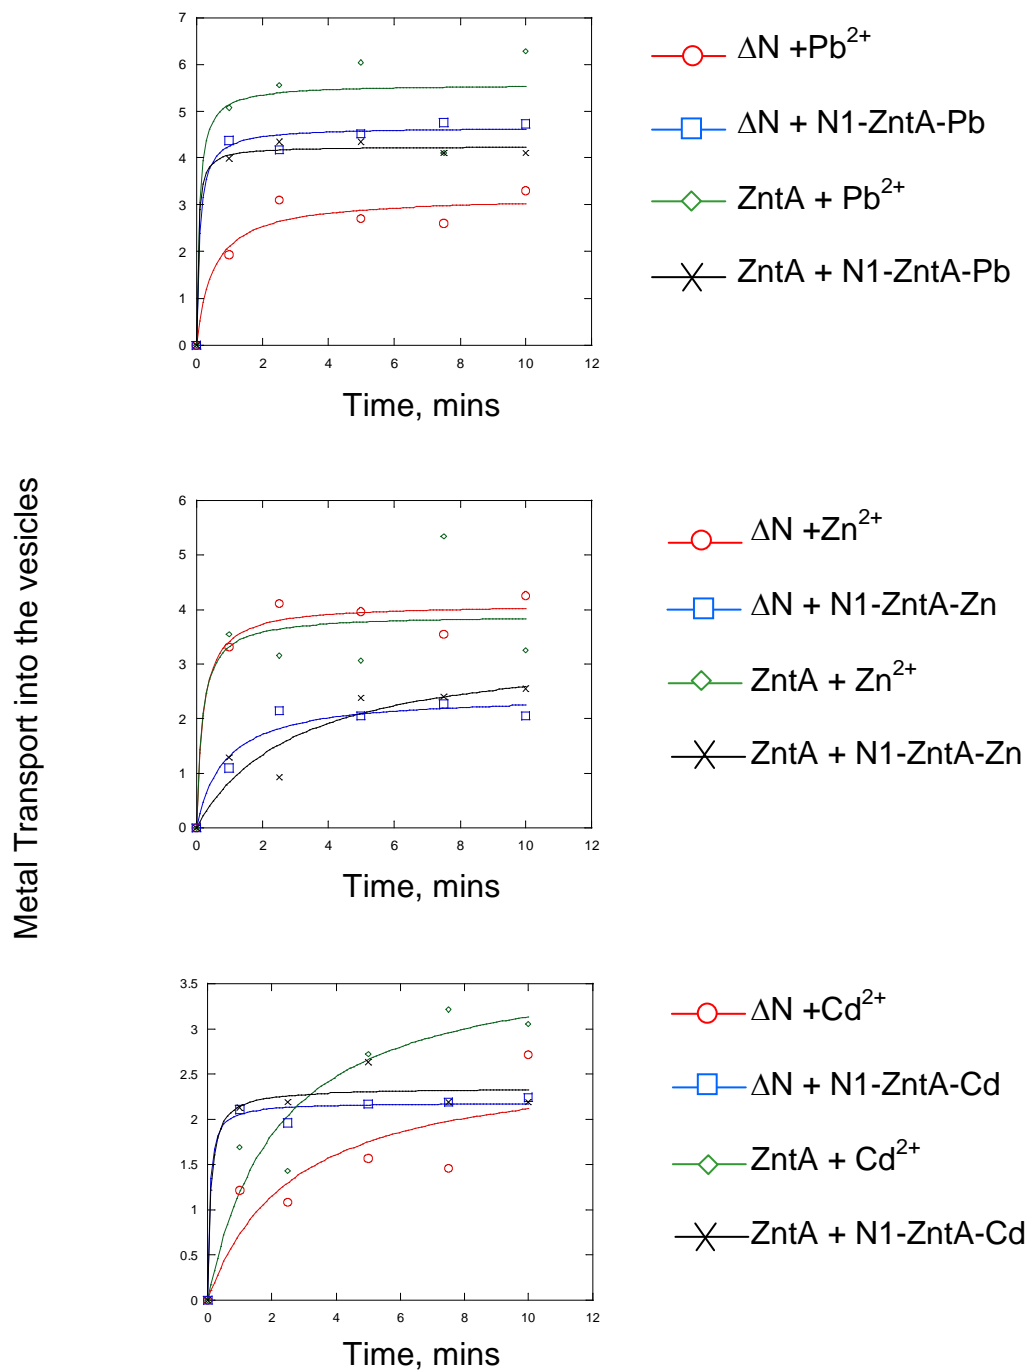 Metal Transport into the vesicles
7
6
5
4
3
2
1
0
0 2 4 6 8 10 12
Time, mins
ΔN +Pb²⁺
ΔN + N1-ZntA-Pb
ZntA + Pb²⁺
ZntA + N1-ZntA-Pb
6
5
4
3
2
1
0
0 2 4 6 8 10 12
Time, mins
ΔN +Zn²⁺
ΔN + N1-ZntA-Zn
ZntA + Zn²⁺
ZntA + N1-ZntA-Zn
3.5
3
2.5
2
1.5
1
0.5
0
0 2 4 6 8 10 12
Time, mins
ΔN +Cd²⁺
ΔN + N1-ZntA-Cd
ZntA + Cd²⁺
ZntA + N1-ZntA-Cd